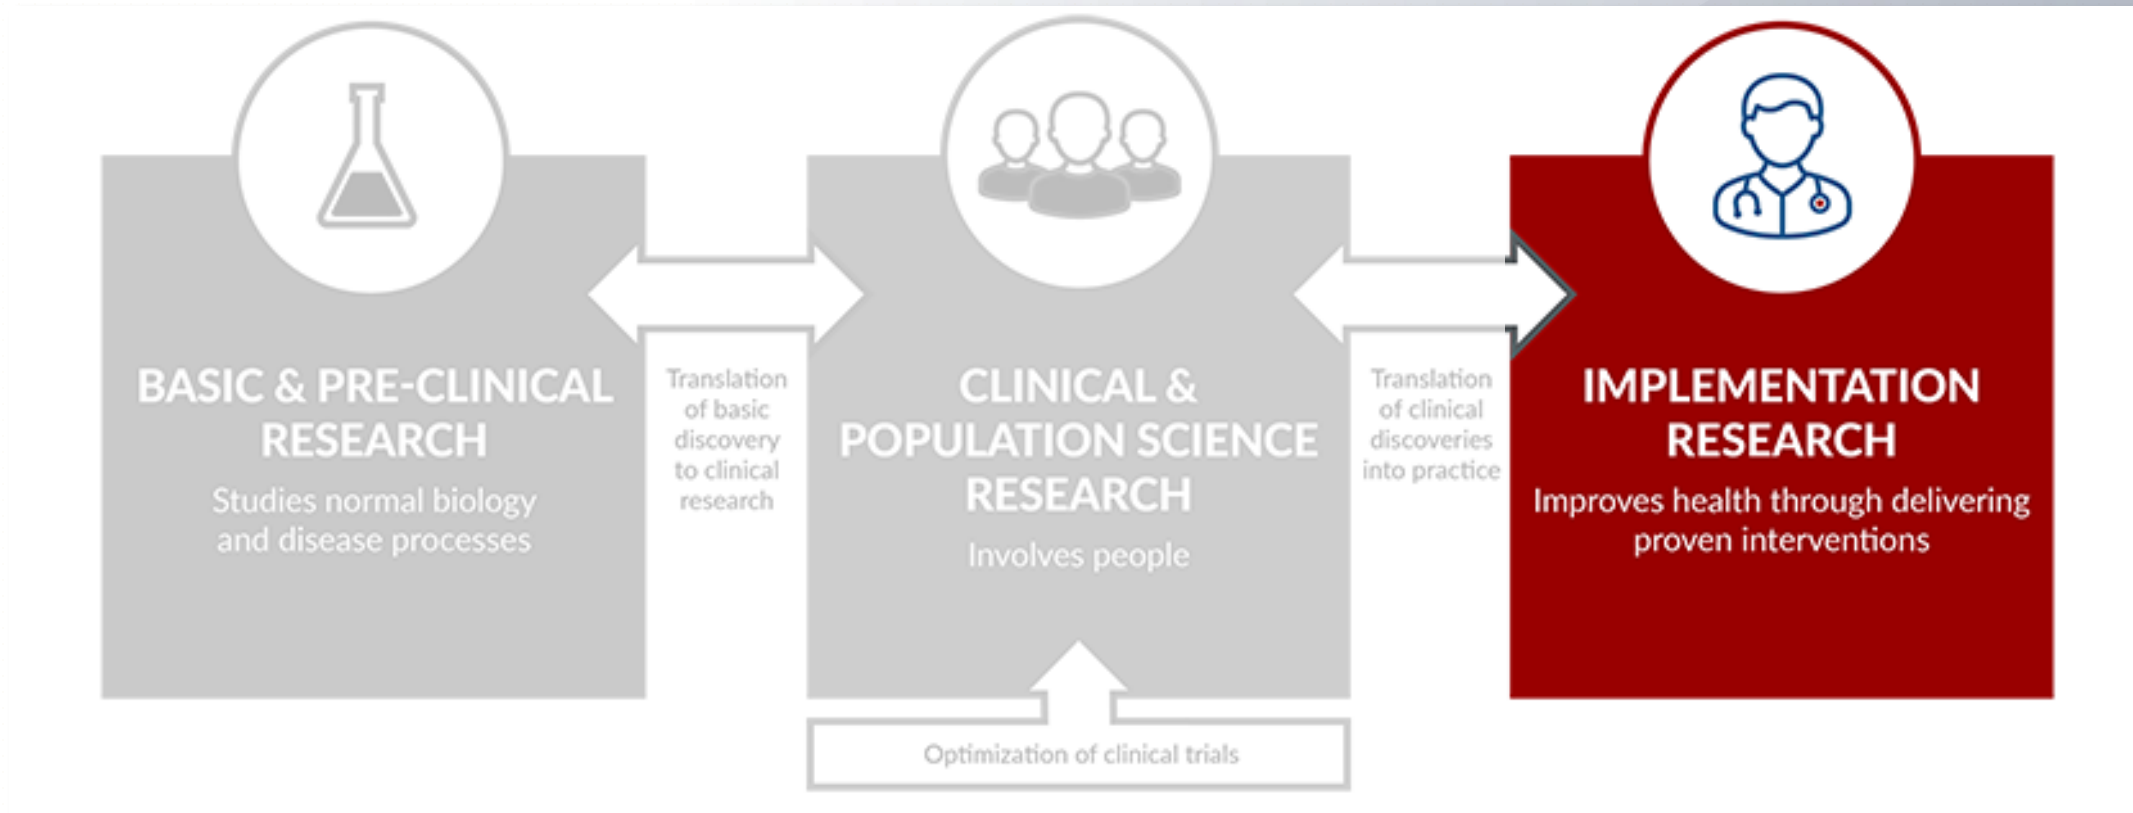 BASIC & PRE-CLINICAL
RESEARCH
Studies normal biology
and disease processes
Translation
of basic
discovery
to clinical
research
CLINICAL &
POPULATION SCIENCE
RESEARCH
Involves people
Optimization of clinical trials
Translation
of clinical
discoveries
into practice
IMPLEMENTATION
RESEARCH
Improves health through delivering
proven interventions